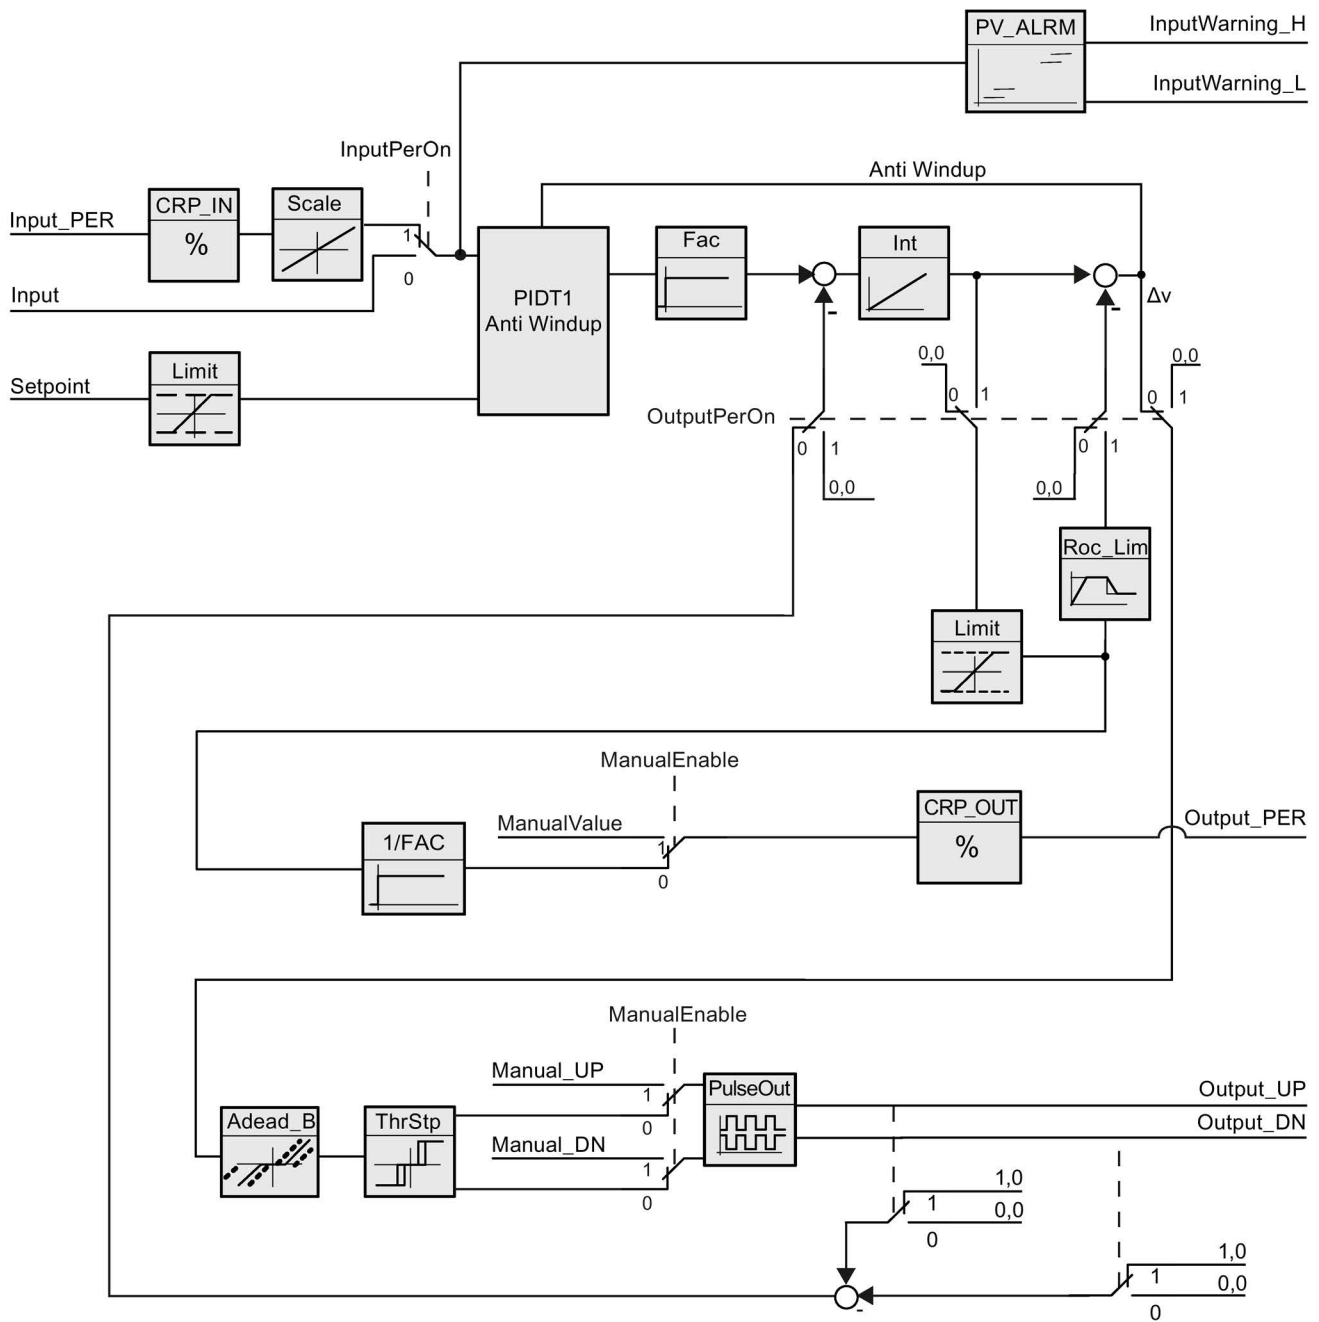 PV_ALRM
InputWarning_H
InputWarning_L
InputPerOn
Anti Windup
Input_PER
CRP_IN
%
Scale
1
0
Input
PIDT1
Anti Windup
Fac
-
Int
-
Δv
Setpoint
Limit
0,0
0
1
0,0
0
1
OutputPerOn
0
1
0,0
0
1
0,0
Roc_Lim
Limit
ManualEnable
ManualValue
1
0
1/FAC
CRP_OUT
%
Output_PER
ManualEnable
Manual_UP
1
0
Manual_DN
1
0
Adead_B
ThrStp
PulseOut
Output_UP
Output_DN
1,0
1
0,0
0
1,0
1
0,0
0
-